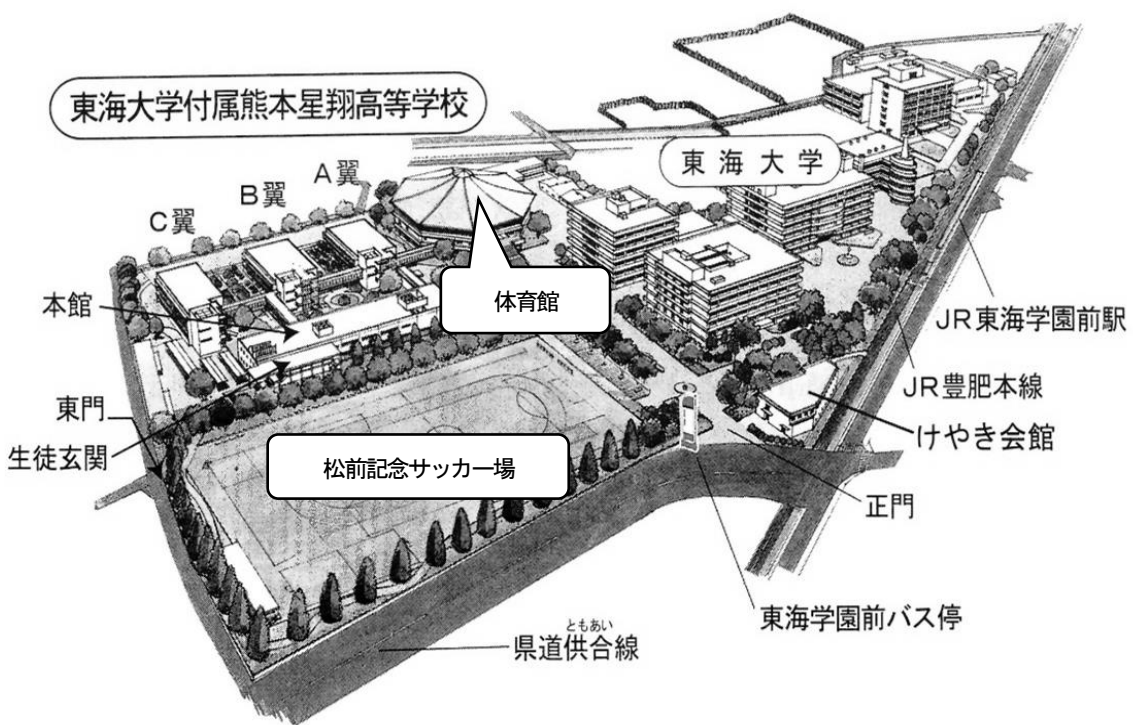 東海大学付属熊本星翔高等学校
東海大学
A翼
B翼
C翼
体育館
本館
JR東海学園前駅
JR豊肥本線
東門
けやき会館
生徒玄関
松前記念サッカー場
正門
東海学園前バス停
ともあい
県道供合線